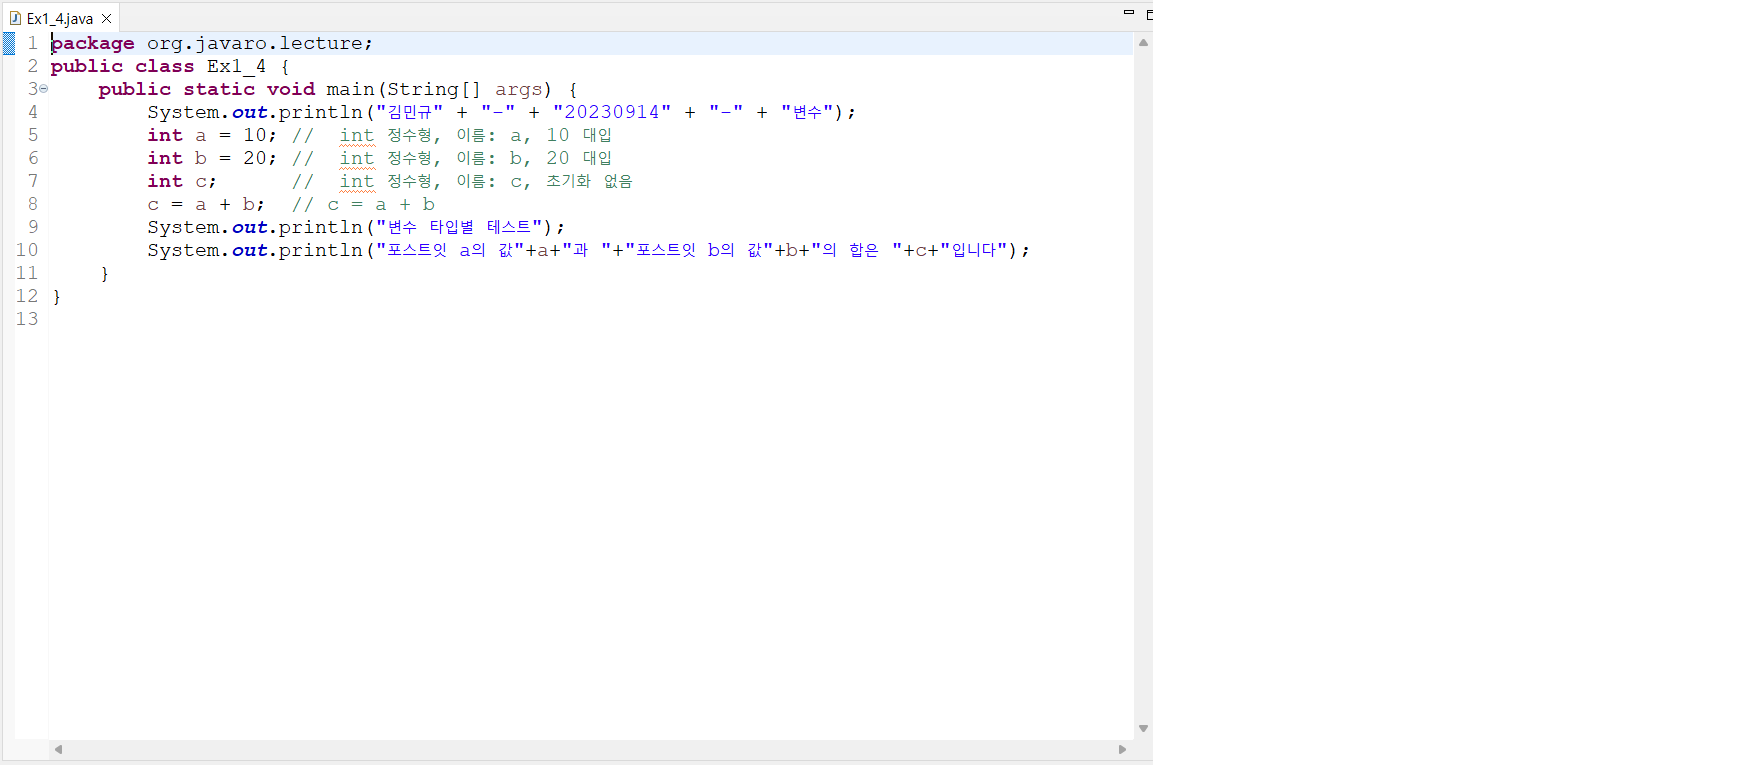 Ex1_4.java
1 package org.javaro.lecture;
2 public class Ex1_4 {
3 public static void main(String[] args) {
4 System.out.println("김민규" + "-" + "20230914" + "-" + "변수");
5 int a = 10; //  int 정수형, 이름: a, 10 대입
6 int b = 20; //  int 정수형, 이름: b, 20 대입
7 int c;      //  int 정수형, 이름: c, 초기화 없음
8 c = a + b;  // c = a + b
9 System.out.println("변수 타입별 테스트");
10 System.out.println("포스트잇 a의 값"+a+"과 "+"포스트잇 b의 값"+b+"의 합은 "+c+"입니다");
11 }
12 }
13